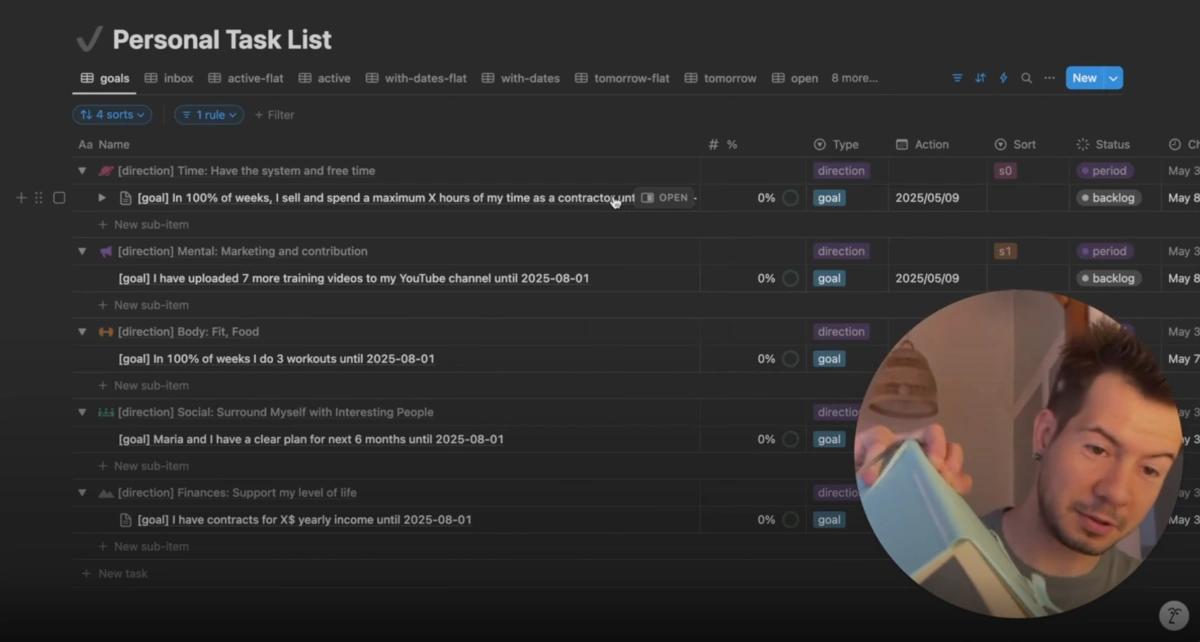 Personal Task List
goals inbox active-flat active with-dates-flat with-dates tomorrow-flat tomorrow open 8 more... New
4 sorts 1 rule + Filter
Aa Name # % Type Action Sort Status
[direction] Time: Have the system and free time direction s0 period May 3
[goal] In 100% of weeks, I sell and spend a maximum X hours of my time as a contractor OPEN 0% goal 2025/05/09 backlog May 8
+ New sub-item
[direction] Mental: Marketing and contribution direction s1 period May 3
[goal] I have uploaded 7 more training videos to my YouTube channel until 2025-08-01 0% goal 2025/05/09 backlog May 8
+ New sub-item
[direction] Body: Fit, Food direction May 3
[goal] In 100% of weeks I do 3 workouts until 2025-08-01 0% goal May 7
+ New sub-item
[direction] Social: Surround Myself with Interesting People
[goal] Maria and I have a clear plan for next 6 months until 2025-08-01 0% goal
+ New sub-item
[direction] Finances: Support my level of life
[goal] I have contracts for X$ yearly income until 2025-08-01 0% goal
+ New sub-item
+ New task